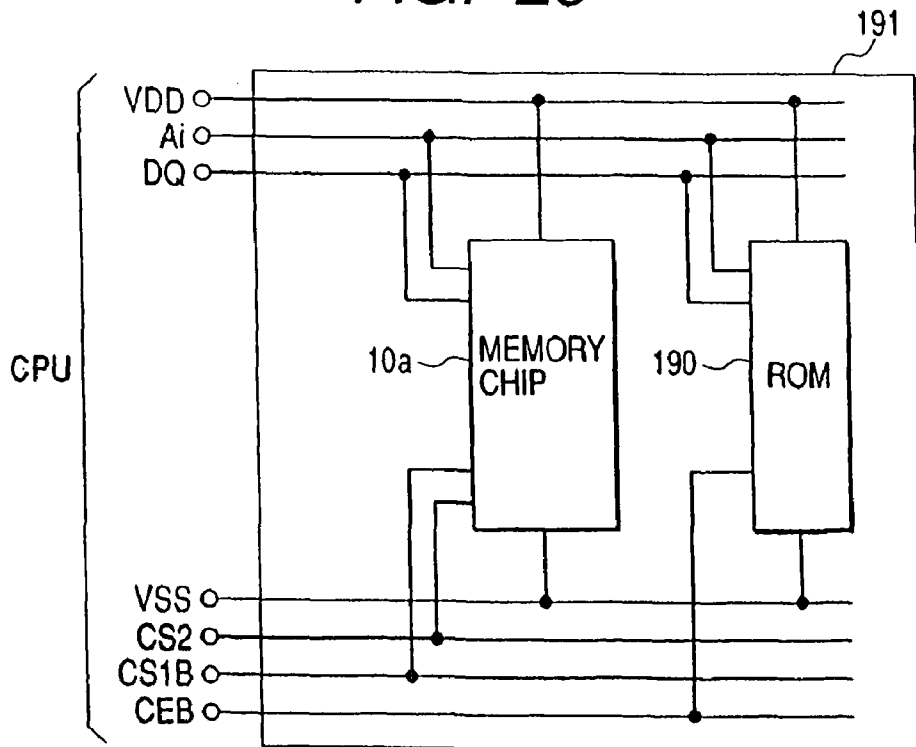 191
VDD
Ai
DQ
CPU
10a
MEMORY
CHIP
190
ROM
VSS
CS2
CS1B
CEB